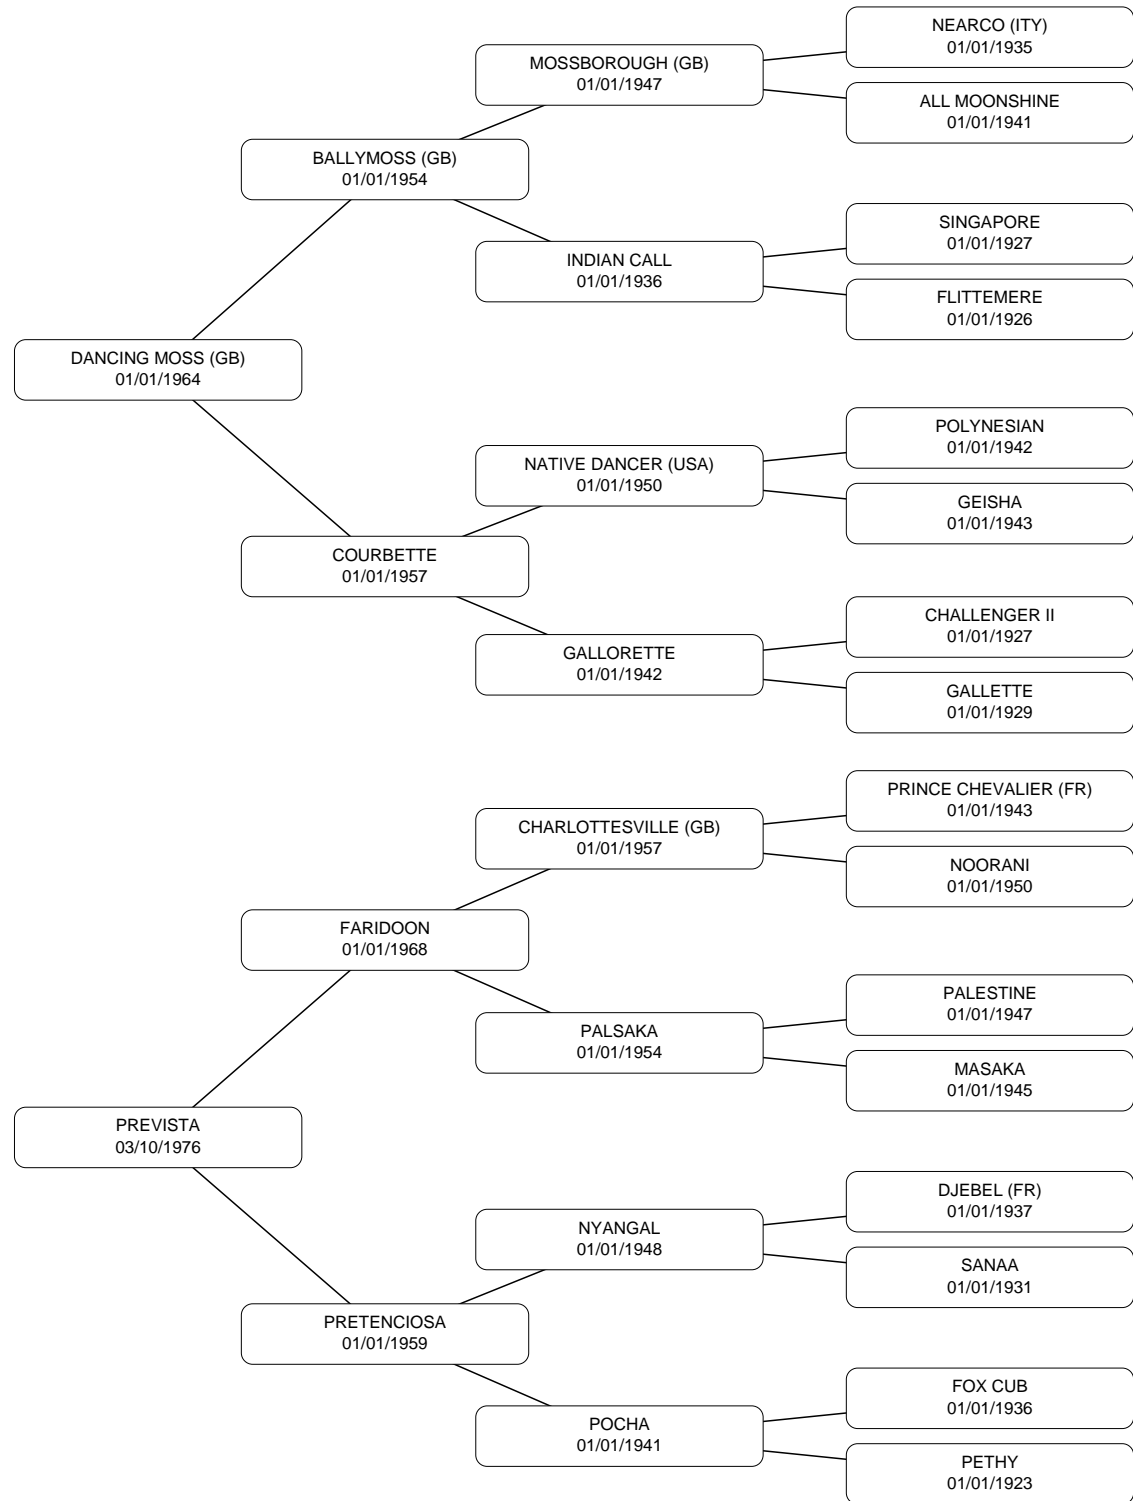 NEARCO (ITY)
01/01/1935
MOSSBOROUGH (GB)
01/01/1947
ALL MOONSHINE
01/01/1941
BALLYMOSS (GB)
01/01/1954
SINGAPORE
01/01/1927
INDIAN CALL
01/01/1936
FLITTEMERE
01/01/1926
DANCING MOSS (GB)
01/01/1964
POLYNESIAN
01/01/1942
NATIVE DANCER (USA)
01/01/1950
GEISHA
01/01/1943
COURBETTE
01/01/1957
CHALLENGER II
01/01/1927
GALLORETTE
01/01/1942
GALLETTE
01/01/1929
PRINCE CHEVALIER (FR)
01/01/1943
CHARLOTTESVILLE (GB)
01/01/1957
NOORANI
01/01/1950
FARIDOON
01/01/1968
PALESTINE
01/01/1947
PALSAKA
01/01/1954
MASAKA
01/01/1945
PREVISTA
03/10/1976
DJEBEL (FR)
01/01/1937
NYANGAL
01/01/1948
SANAA
01/01/1931
PRETENCIOSA
01/01/1959
FOX CUB
01/01/1936
POCHA
01/01/1941
PETHY
01/01/1923